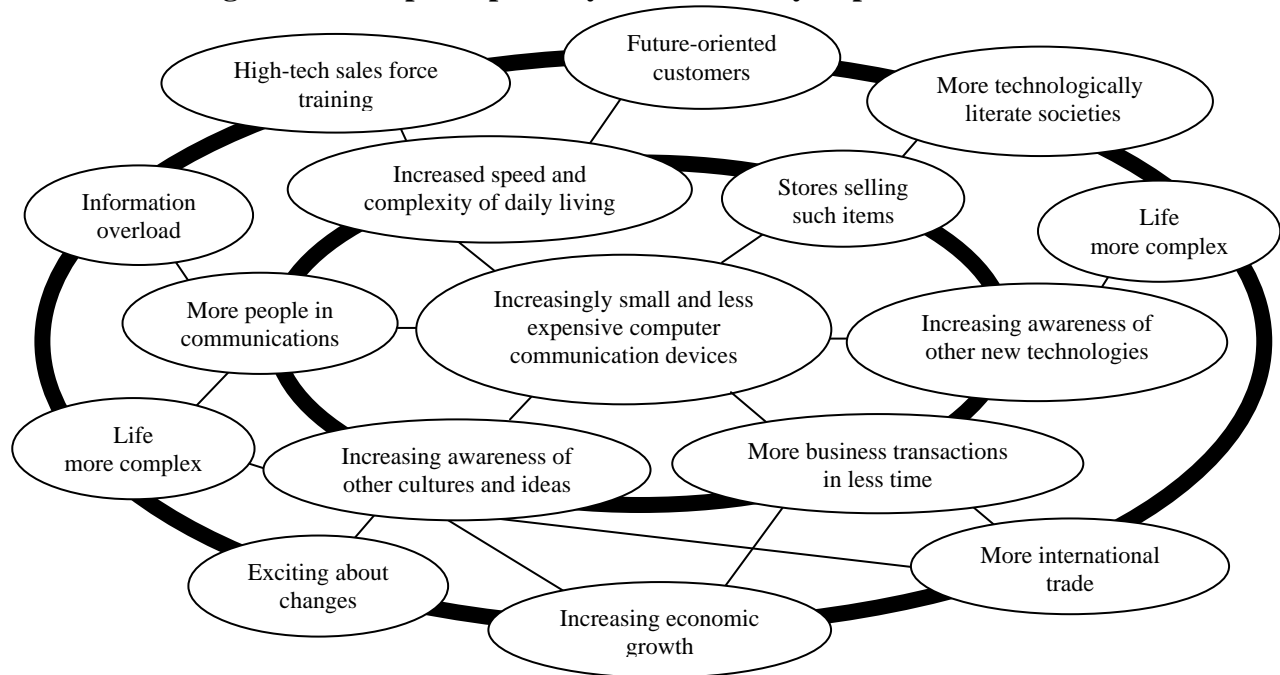 Future-oriented
customers
High-tech sales force
training
More technologically
literate societies
Increased speed and
complexity of daily living
Stores selling
such items
Information
overload
Life
more complex
Increasingly small and less
expensive computer
communication devices
More people in
communications
Increasing awareness of
other new technologies
Life
more complex
Increasing awareness of
other cultures and ideas
More business transactions
in less time
Exciting about
changes
More international
trade
Increasing economic
growth